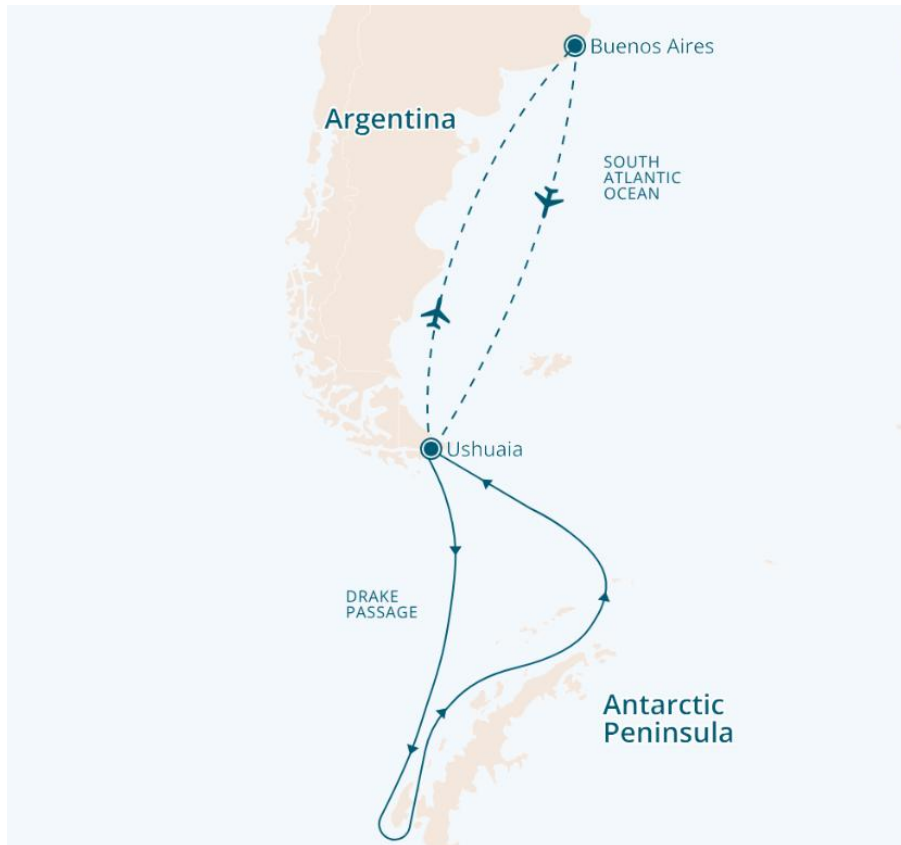 Buenos Aires
Argentina
SOUTH
ATLANTIC
OCEAN
Ushuaia
DRAKE
PASSAGE
Antarctic
Peninsula